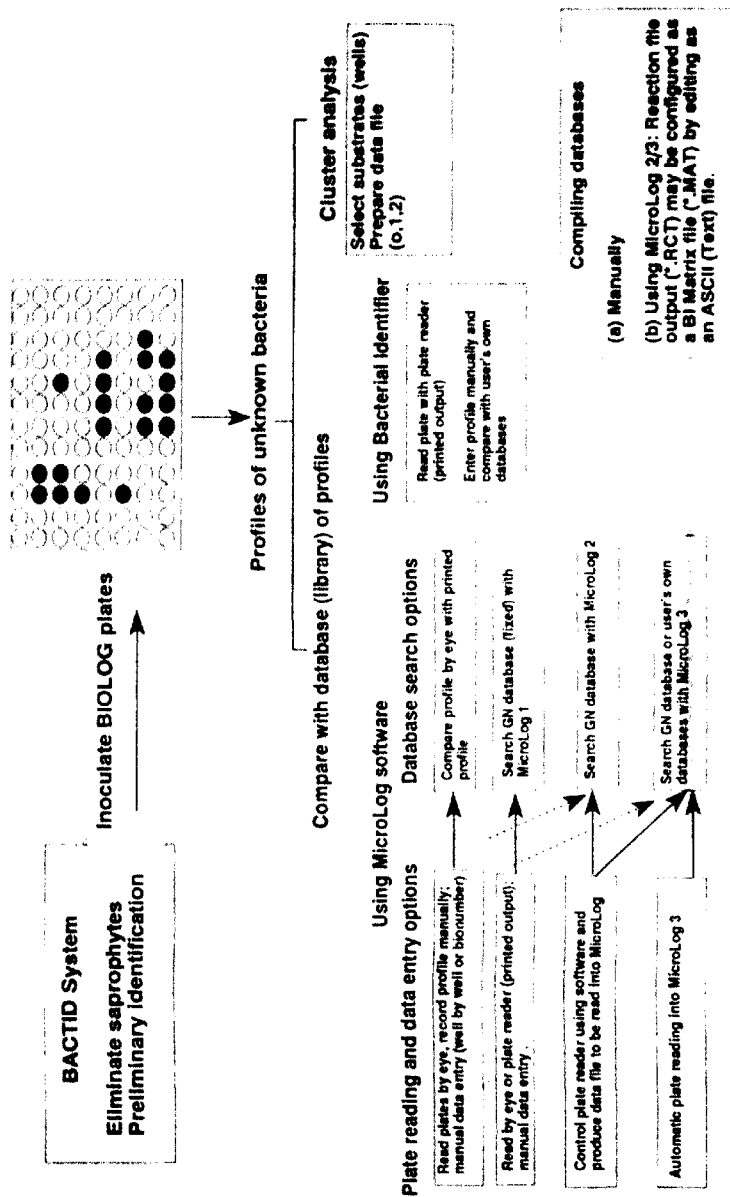 BACTID System
Eliminate saprophytes
Preliminary identification
Inoculate BIOLOG plates
Profiles of unknown bacteria
Compare with database (library) of profiles
Cluster analysis
Select substrates (wells)
Prepare data file
(o,1,2)
Using MicroLog software
Using Bacterial Identifier
Plate reading and data entry options
Database search options
Read plates by eye, record profile manually;
manual data entry (well by well or bionumber)
Compare profile by eye with printed
profile
Read plate with plate reader
(printed output)
Enter profile manually and
compare with user's own
databases
Read by eye or plate reader (printed output);
manual data entry
Search GN database (fixed) with
MicroLog 1
Control plate reader using software and
produce data file to be read into MicroLog
Search GN database with MicroLog 2
Automatic plate reading into MicroLog 3
Search GN database or user's own
databases with MicroLog 3
Compiling databases
(a) Manually
(b) Using MicroLog 2/3: Reaction file
output (*.RCT) may be configured as
a BI Matrix file (*.MAT) by editing as
an ASCII (Text) file.